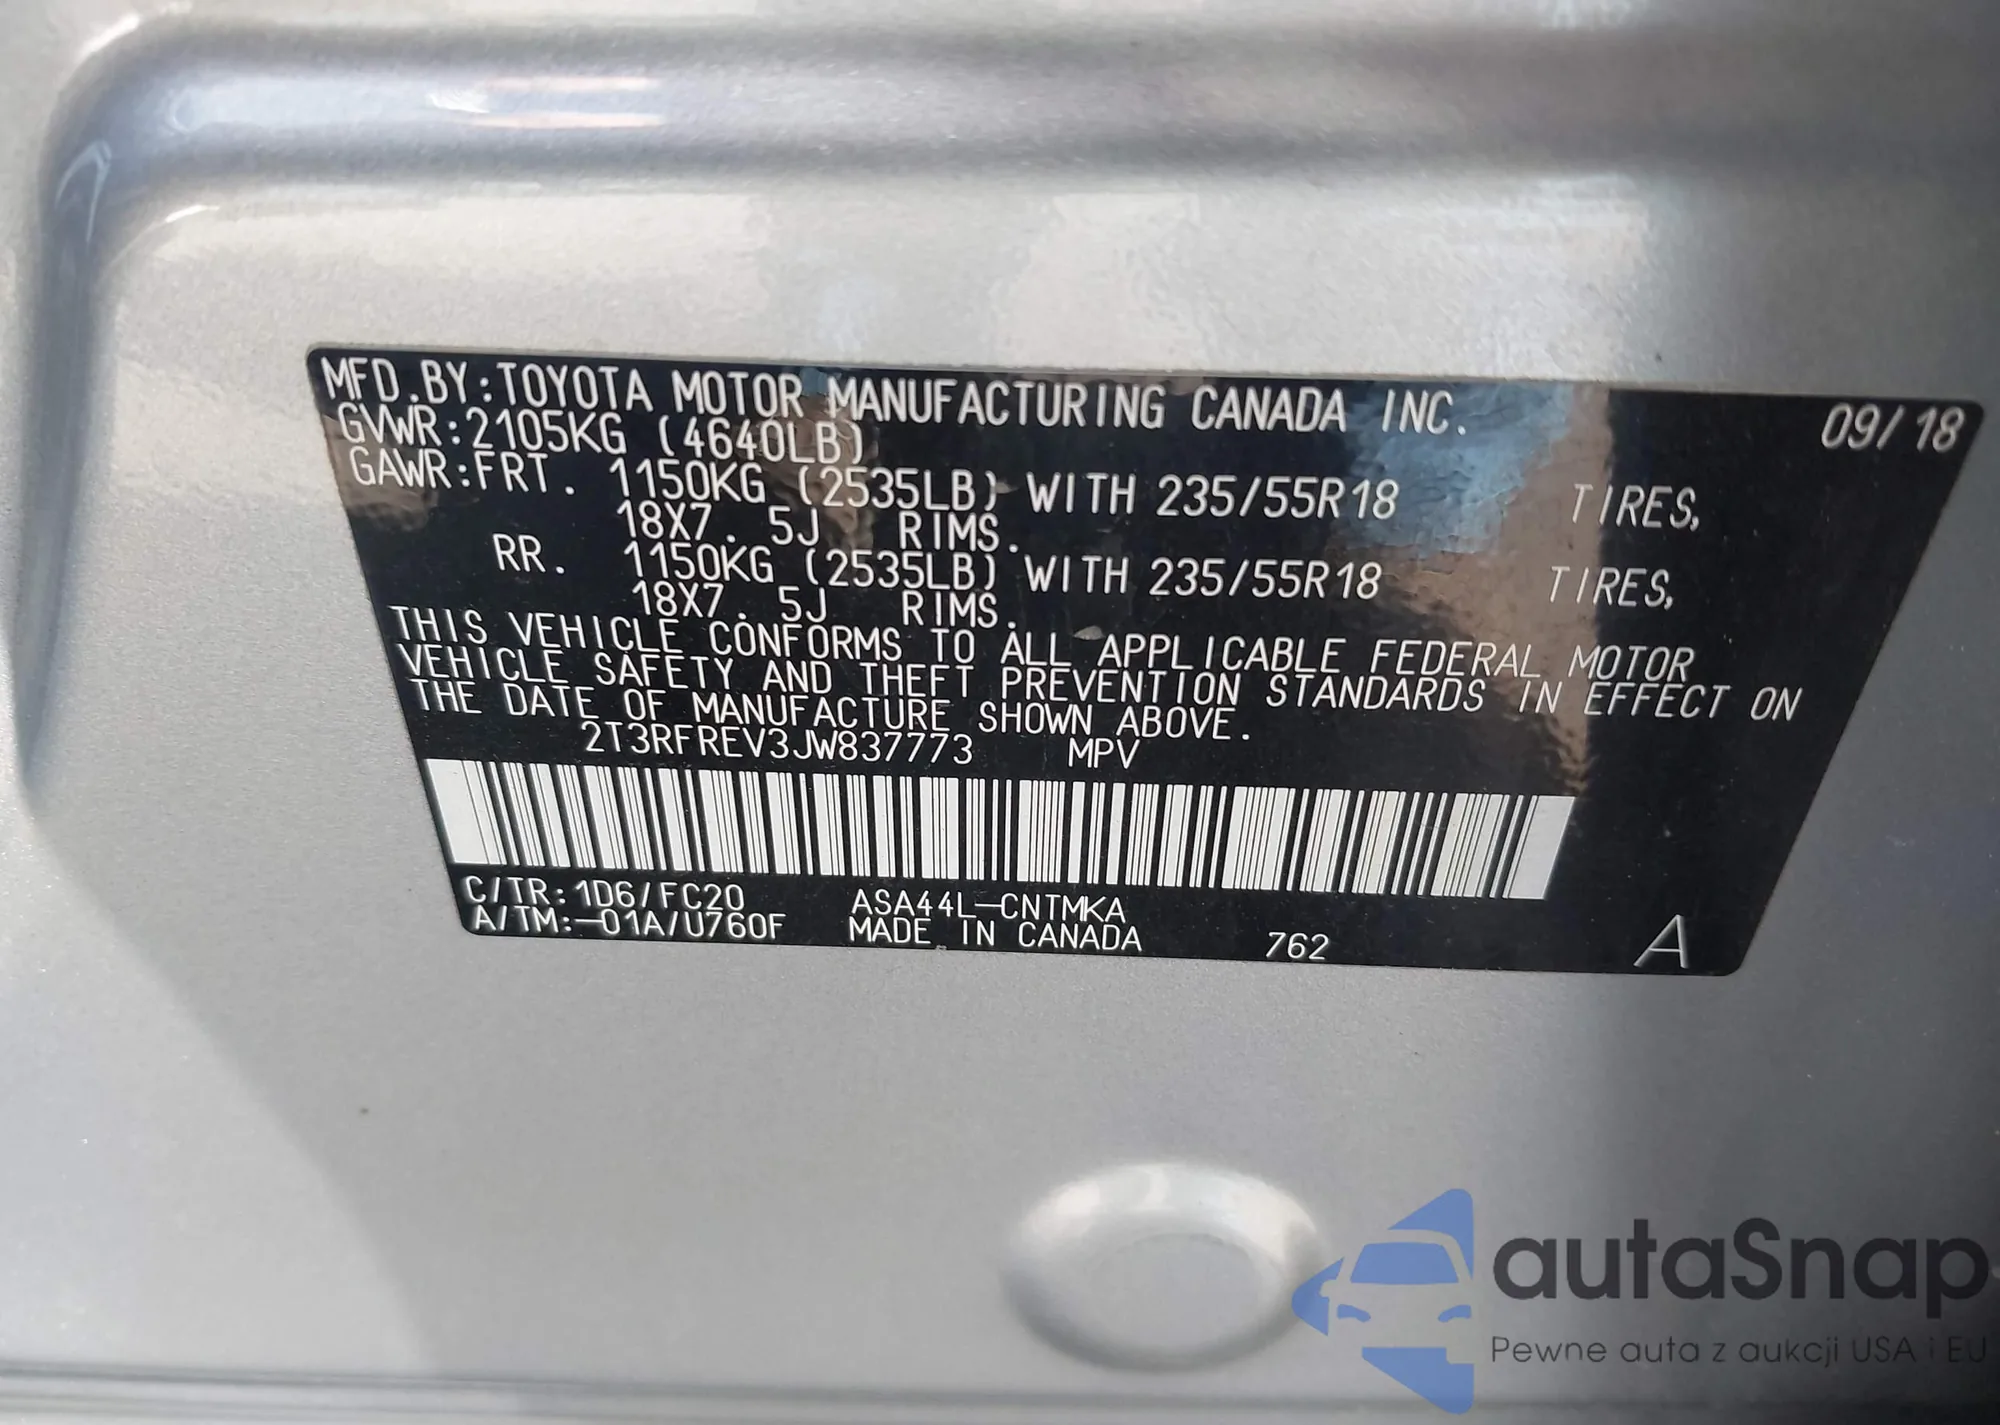 MFD.BY:TOYOTA MOTOR MANUFACTURING CANADA INC. 09/18
GVWR:2105KG (4640LB)
GAWR:FRT. 1150KG (2535LB) WITH 235/55R18 TIRES,
18X7.5J RIMS.
RR. 1150KG (2535LB) WITH 235/55R18 TIRES,
18X7.5J RIMS.
THIS VEHICLE CONFORMS TO ALL APPLICABLE FEDERAL MOTOR
VEHICLE SAFETY AND THEFT PREVENTION STANDARDS IN EFFECT ON
THE DATE OF MANUFACTURE SHOWN ABOVE.
2T3RFREV3JW837773 MPV
C/TR:1D6/FC20 ASA44L-CNTMKA
A/TM:-01A/U760F MADE IN CANADA 762 A
autaSnap
Pewne auta z aukcji USA i EU